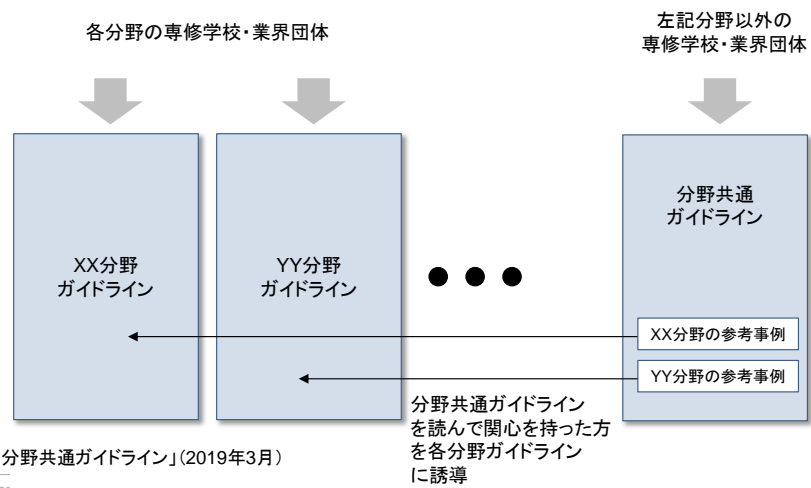 各分野の専修学校・業界団体
左記分野以外の
専修学校・業界団体
XX分野
ガイドライン
YY分野
ガイドライン
分野共通
ガイドライン
XX分野の参考事例
YY分野の参考事例
分野共通ガイドライン
を読んで関心を持った方
を各分野ガイドライン
に誘導
分野共通ガイドライン」(2019年3月)